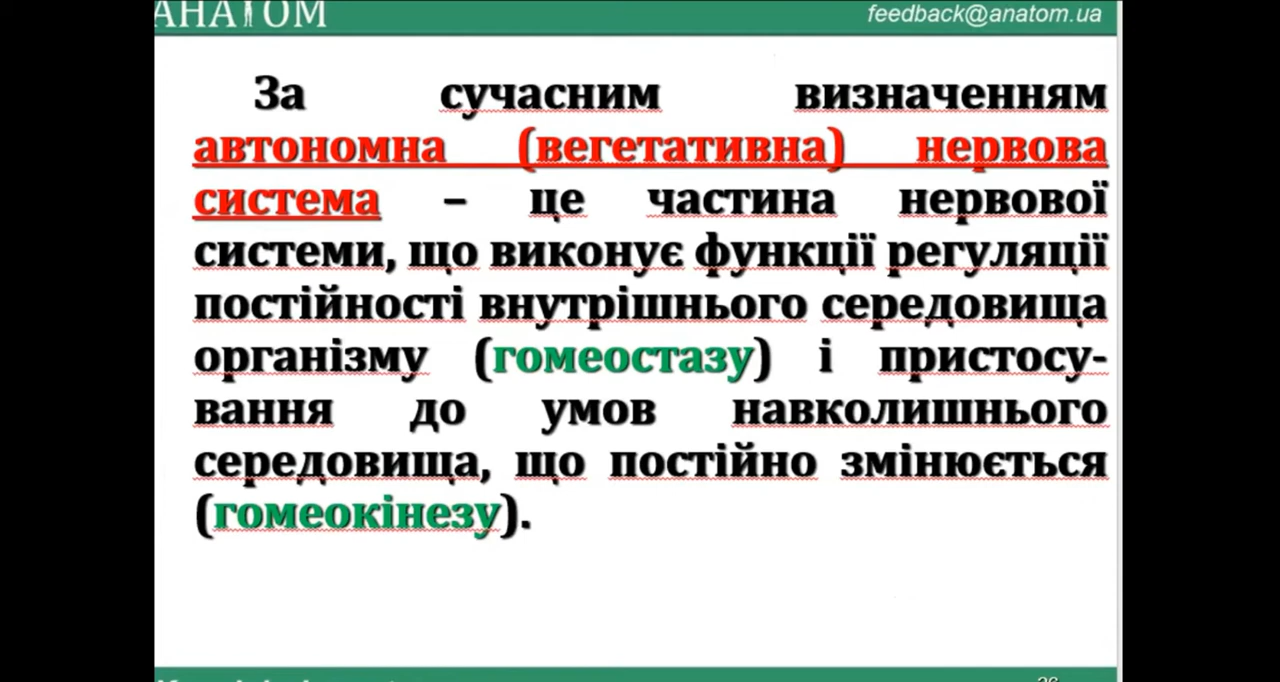 АНАТОМ
feedback@anatom.ua
За сучасним визначенням
автономна (вегетативна) нервова
система – це частина нервової
системи, що виконує функції регуляції
постійності внутрішнього середовища
організму (гомеостазу) і пристосу-
вання до умов навколишнього
середовища, що постійно змінюється
(гомеокінезу).